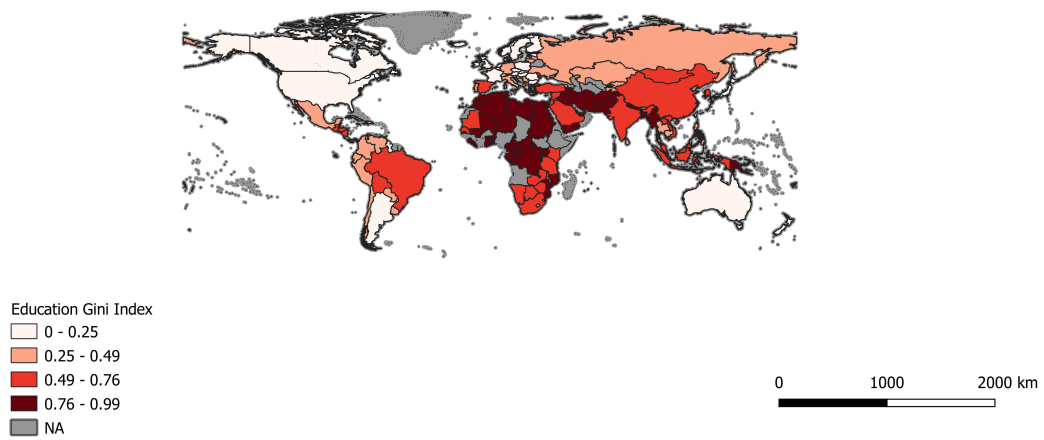 Education Gini Index
0 - 0.25
0.25 - 0.49
0.49 - 0.76
0.76 - 0.99
NA
0 1000 2000 km